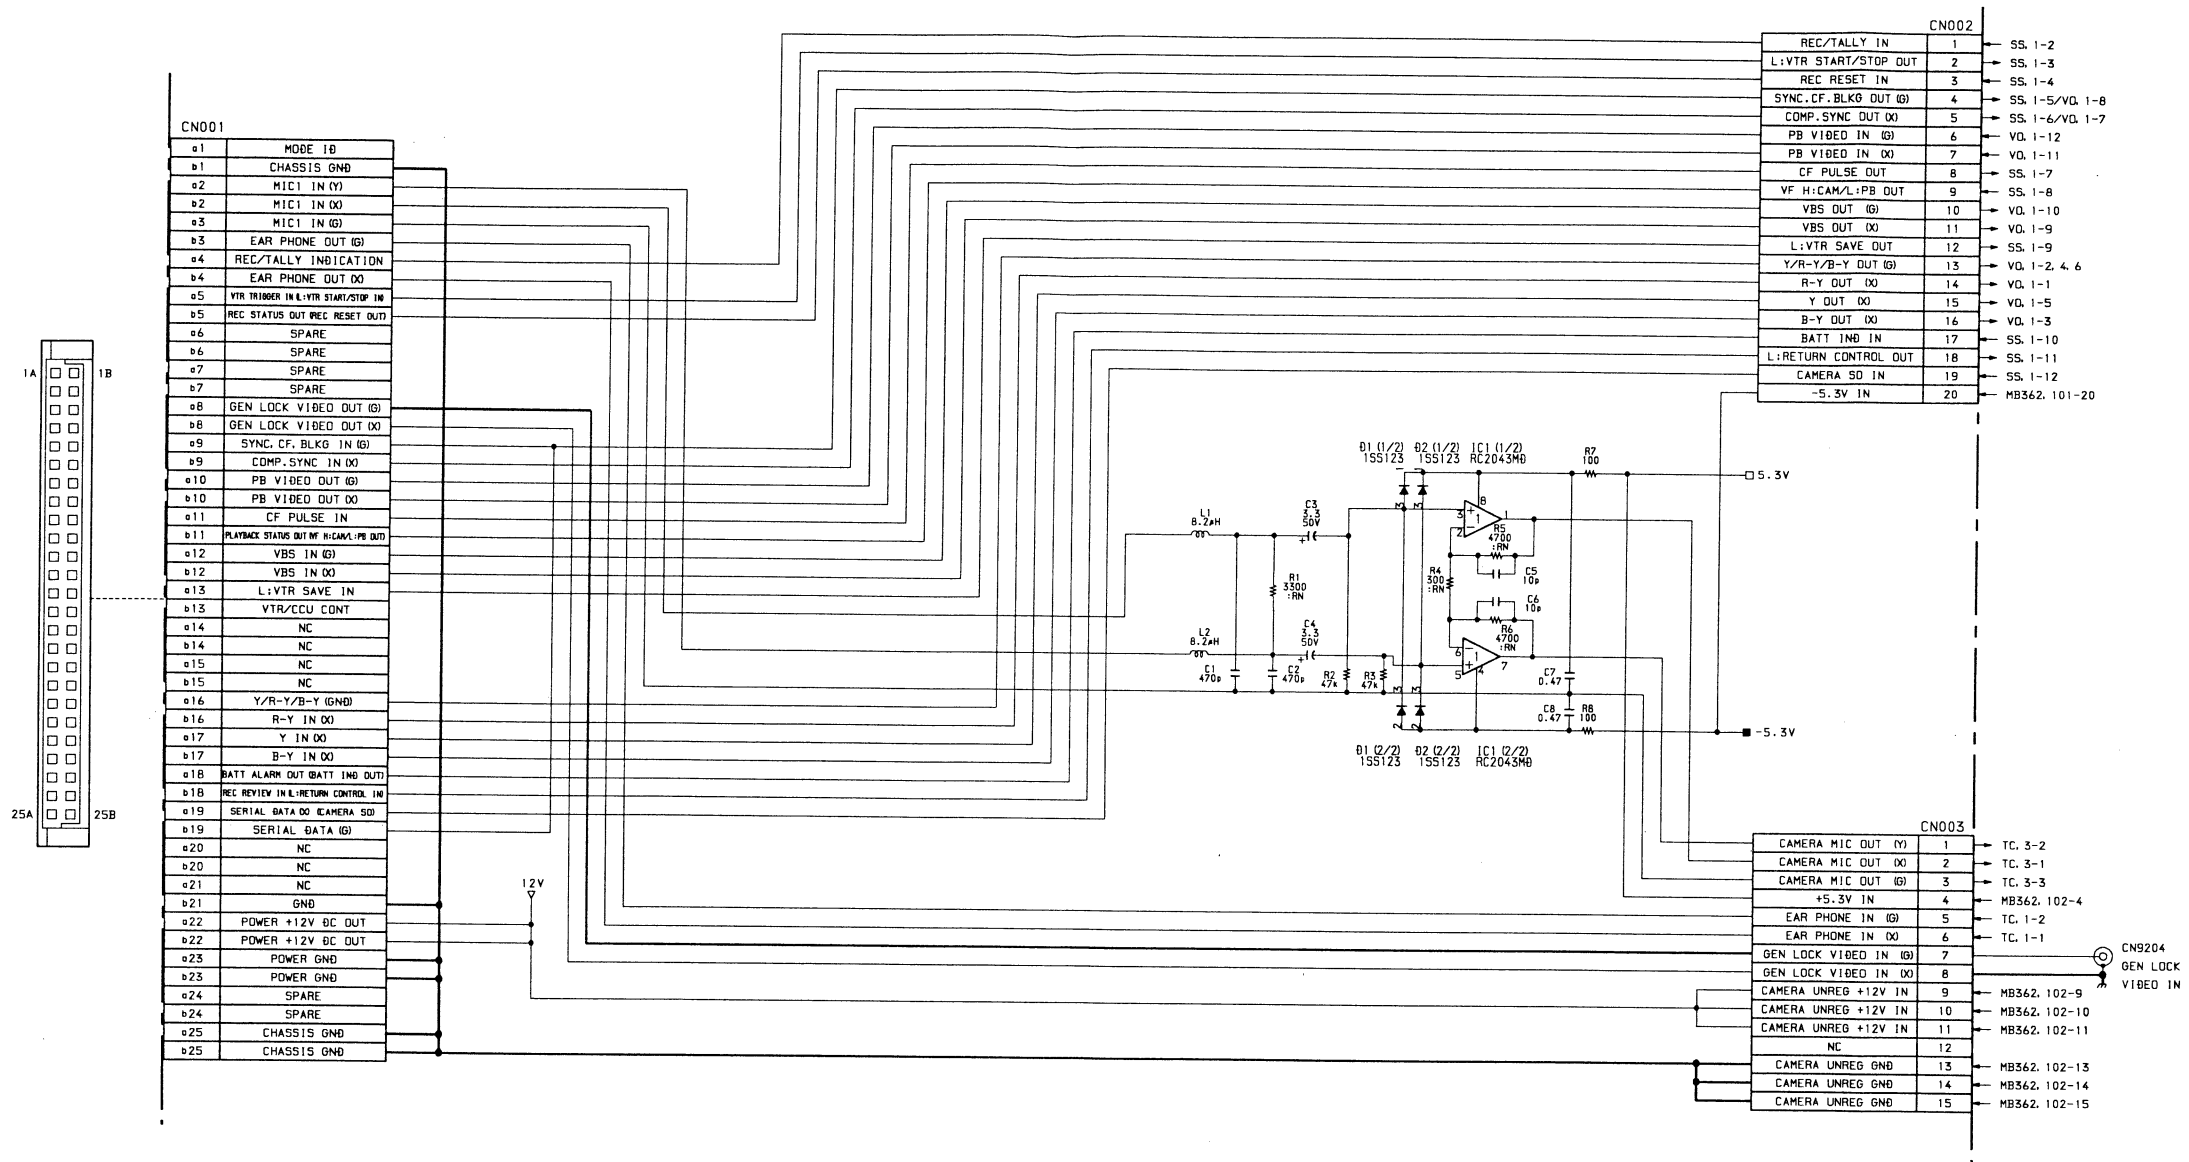 CN001
a1 MODE ID
b1 CHASSIS GND
a2 MIC1 IN (Y)
b2 MIC1 IN (X)
a3 MIC1 IN (G)
b3 EAR PHONE OUT (G)
a4 REC/TALLY INDICATION
b4 EAR PHONE OUT (X)
a5 VTR TRIGGER IN (L:VTR START/STOP IN)
b5 REC STATUS OUT (REC RESET OUT)
a6 SPARE
b6 SPARE
a7 SPARE
b7 SPARE
a8 GEN LOCK VIDEO OUT (G)
b8 GEN LOCK VIDEO OUT (X)
a9 SYNC. CF. BLKG IN (G)
b9 COMP.SYNC IN (X)
a10 PB VIDEO OUT (G)
b10 PB VIDEO OUT (X)
a11 CF PULSE IN
b11 PLAYBACK STATUS OUT (VF H:CAM/L:PB OUT)
a12 VBS IN (G)
b12 VBS IN (X)
a13 L:VTR SAVE IN
b13 VTR/CCU CONT
a14 NC
b14 NC
a15 NC
b15 NC
a16 Y/R-Y/B-Y (GND)
b16 R-Y IN (X)
a17 Y IN (X)
b17 B-Y IN (X)
a18 BATT ALARM OUT (BATT IND OUT)
b18 REC REVIEW IN (L:RETURN CONTROL IN)
a19 SERIAL DATA DO (CAMERA SD)
b19 SERIAL DATA (G)
a20 NC
b20 NC
a21 NC
b21 GND
a22 POWER +12V DC OUT
b22 POWER +12V DC OUT
a23 POWER GND
b23 POWER GND
a24 SPARE
b24 SPARE
a25 CHASSIS GND
b25 CHASSIS GND
1A 1B
25A 25B
12V
CN002
REC/TALLY IN 1 SS. 1-2
L:VTR START/STOP OUT 2 SS. 1-3
REC RESET IN 3 SS. 1-4
SYNC.CF.BLKG OUT (G) 4 SS. 1-5/VO. 1-8
COMP.SYNC OUT (X) 5 SS. 1-6/VO. 1-7
PB VIDEO IN (G) 6 VO. 1-12
PB VIDEO IN (X) 7 VO. 1-11
CF PULSE OUT 8 SS. 1-7
VF H:CAM/L:PB OUT 9 SS. 1-8
VBS OUT (G) 10 VO. 1-10
VBS OUT (X) 11 VO. 1-9
L:VTR SAVE OUT 12 SS. 1-9
Y/R-Y/B-Y OUT (G) 13 VO. 1-2, 4, 6
R-Y OUT (X) 14 VO. 1-1
Y OUT (X) 15 VO. 1-5
B-Y OUT (X) 16 VO. 1-3
BATT IND IN 17 SS. 1-10
L:RETURN CONTROL OUT 18 SS. 1-11
CAMERA SD IN 19 SS. 1-12
-5.3V IN 20 MB362. 101-20
D1 (1/2) D2 (1/2) IC1 (1/2)
1SS123 1SS123 RC2043MD
R7
100
5.3V
1 1
3 3
8
3 + 1 1
2 -
L1
8.2μH
C3
3.3
50V
+
R5
4700
:RN
C5
10p
R4
300
:RN
R1
3300
:RN
C6
10p
R6
4700
:RN
L2
8.2μH
C4
3.3
50V
+
6 - 1 7
5 + 4
C1
470p
C2
470p
R2
47k
R3
47k
C7
0.47
C8
0.47
R8
100
3 3
2 2
-5.3V
D1 (2/2) D2 (2/2) IC1 (2/2)
1SS123 1SS123 RC2043MD
CN003
CAMERA MIC OUT (Y) 1 TC. 3-2
CAMERA MIC OUT (X) 2 TC. 3-1
CAMERA MIC OUT (G) 3 TC. 3-3
+5.3V IN 4 MB362. 102-4
EAR PHONE IN (G) 5 TC. 1-2
EAR PHONE IN (X) 6 TC. 1-1
GEN LOCK VIDEO IN (G) 7
GEN LOCK VIDEO IN (X) 8
CAMERA UNREG +12V IN 9 MB362. 102-9
CAMERA UNREG +12V IN 10 MB362. 102-10
CAMERA UNREG +12V IN 11 MB362. 102-11
NC 12
CAMERA UNREG GND 13 MB362. 102-13
CAMERA UNREG GND 14 MB362. 102-14
CAMERA UNREG GND 15 MB362. 102-15
CN9204
GEN LOCK
VIDEO IN